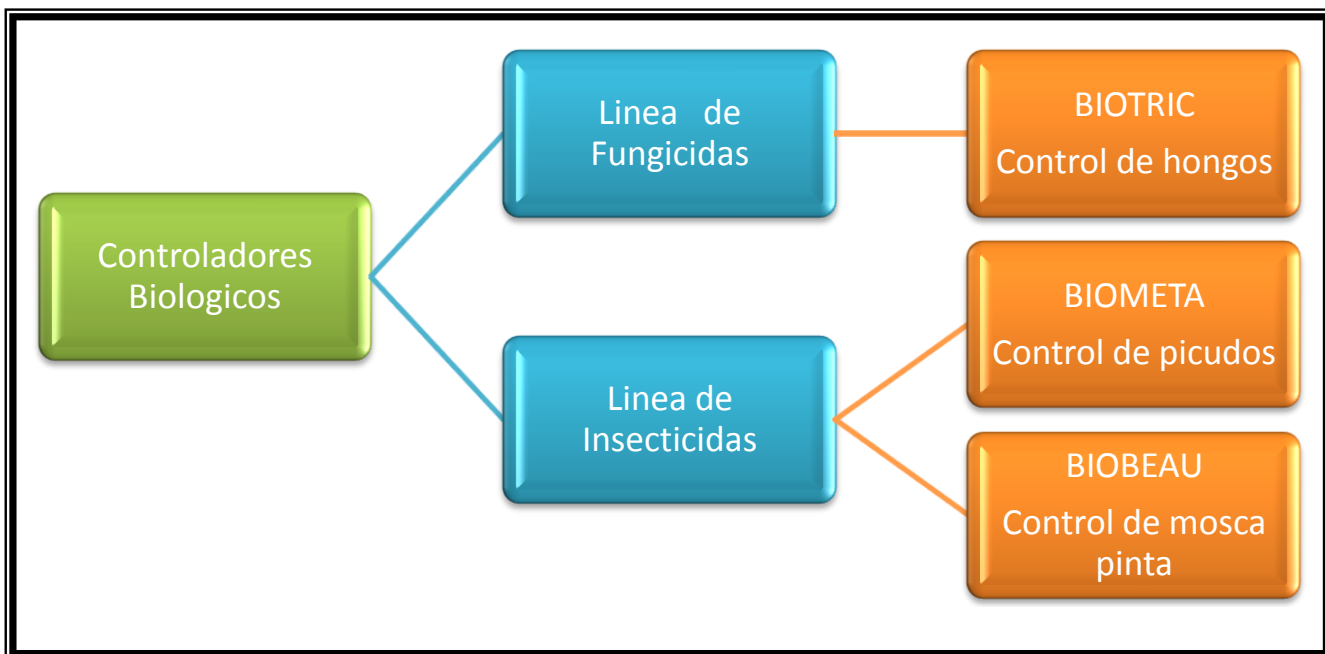 Controladores
Biologicos
Linea de
Fungicidas
Linea de
Insecticidas
BIOTRIC
Control de hongos
BIOMETA
Control de picudos
BIOBEAU
Control de mosca
pinta